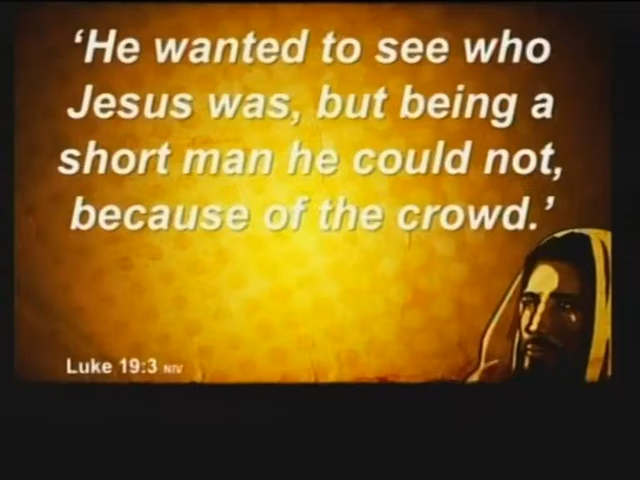 ‘He wanted to see who
Jesus was, but being a
short man he could not,
because of the crowd.’
Luke 19:3 NIV